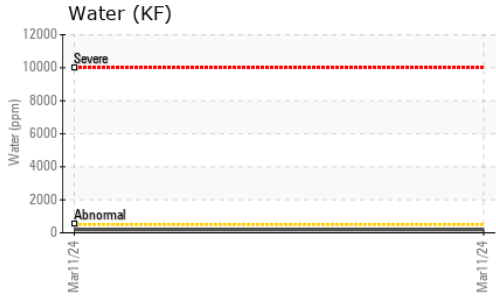 Water (KF)
12000
10000
8000
6000
4000
2000
0
Water (ppm)
Severe
Abnormal
Mar11/24
Mar11/24